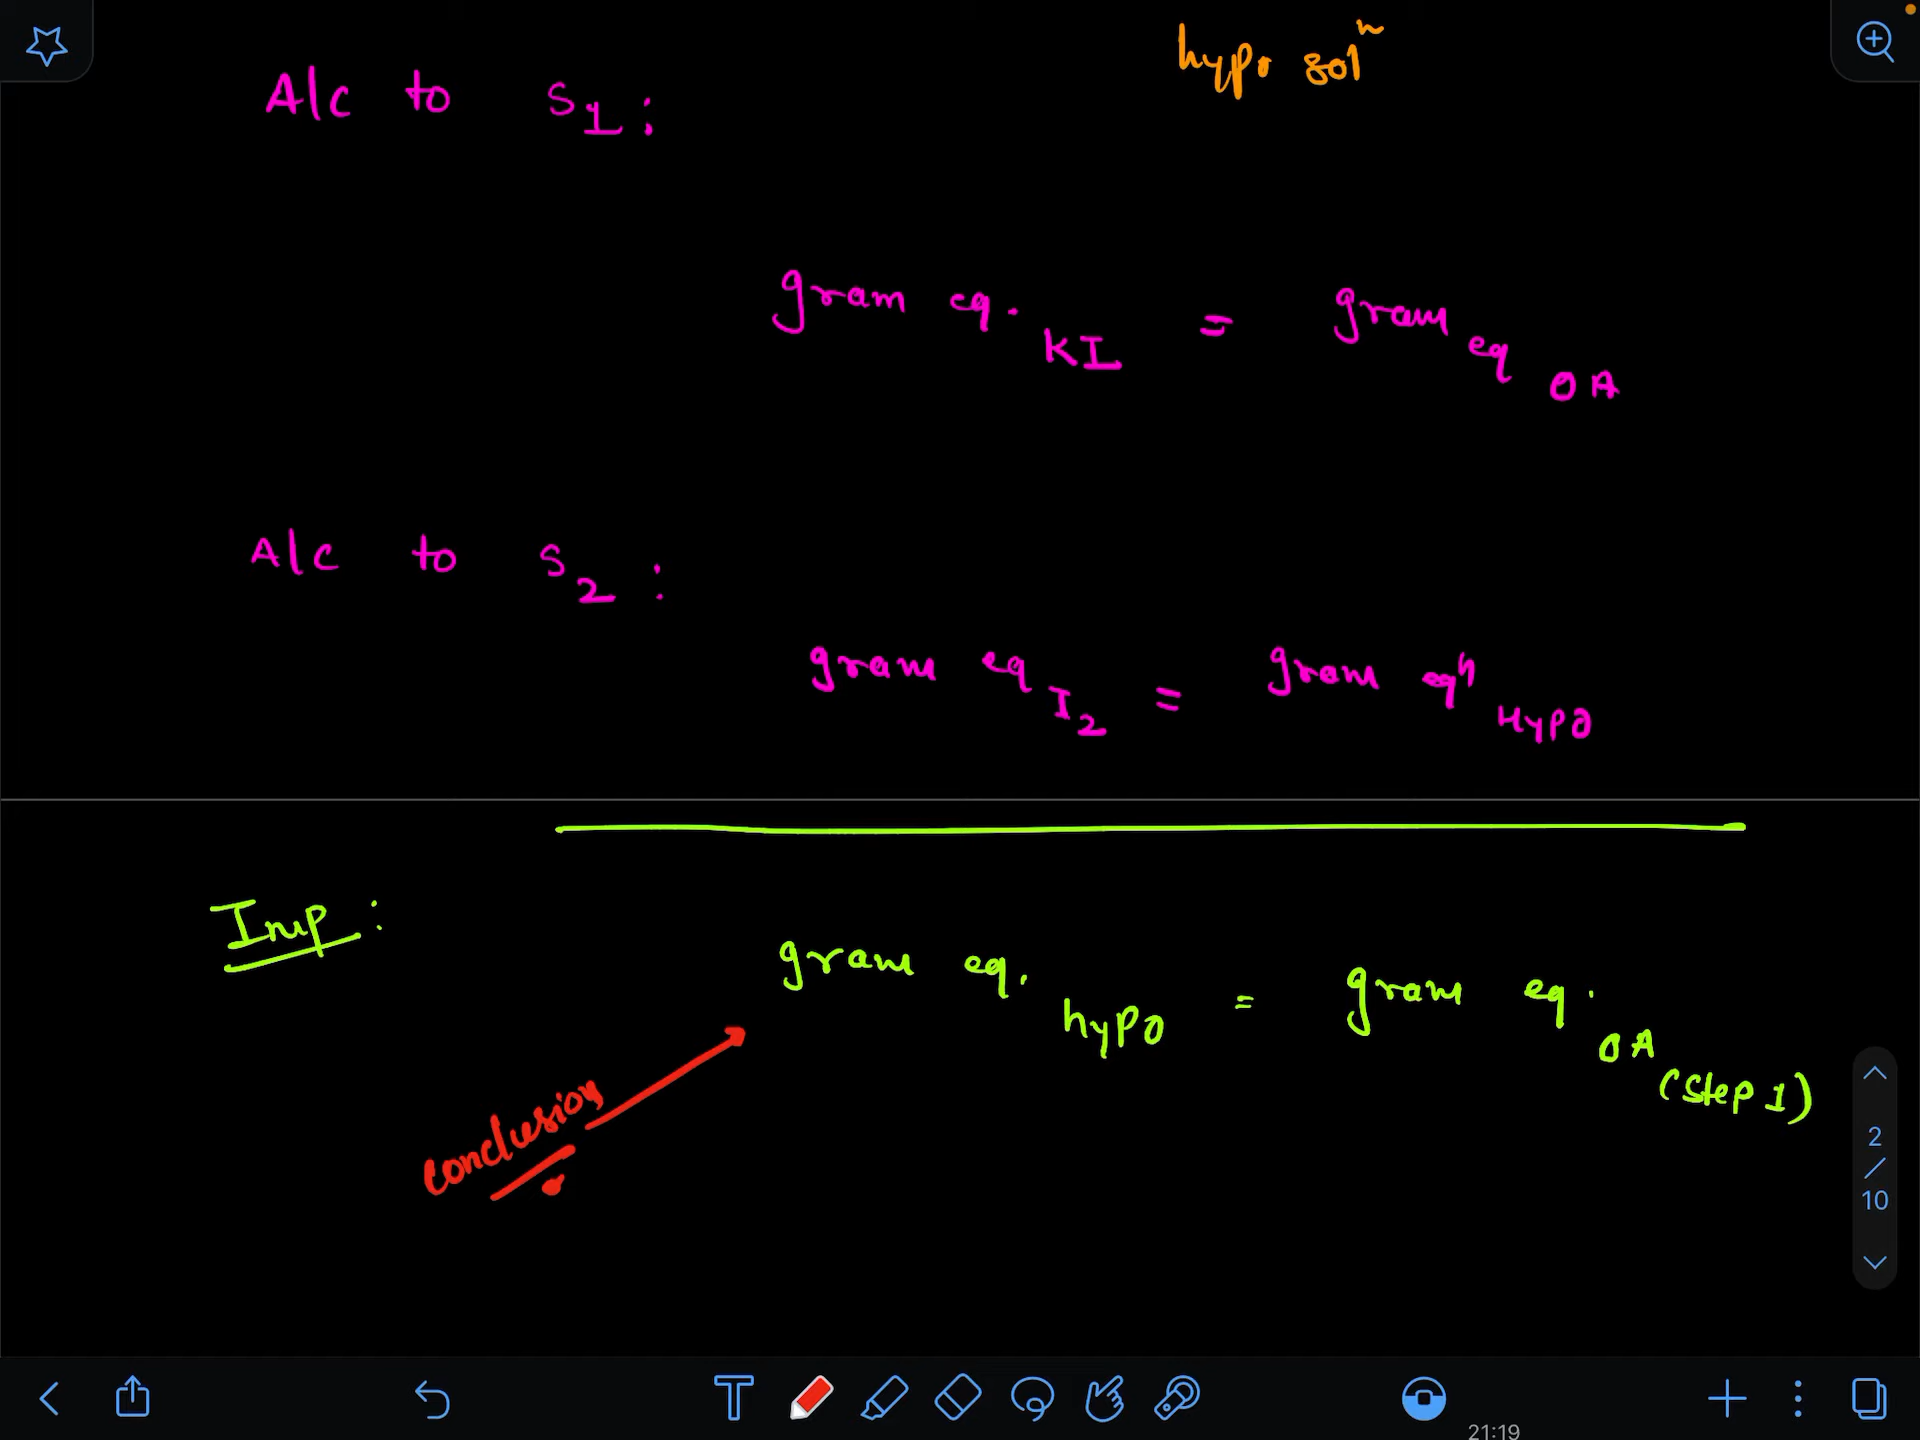 hypo solⁿ
A/c to S1:
gram eq. KI = gram eq OA
A/c to S2:
gram eq I2 = gram eqⁿ HYPO
Imp:
gram eq. hypo = gram eq. OA (Step 1)
conclusion
2
/
10
T
21:19